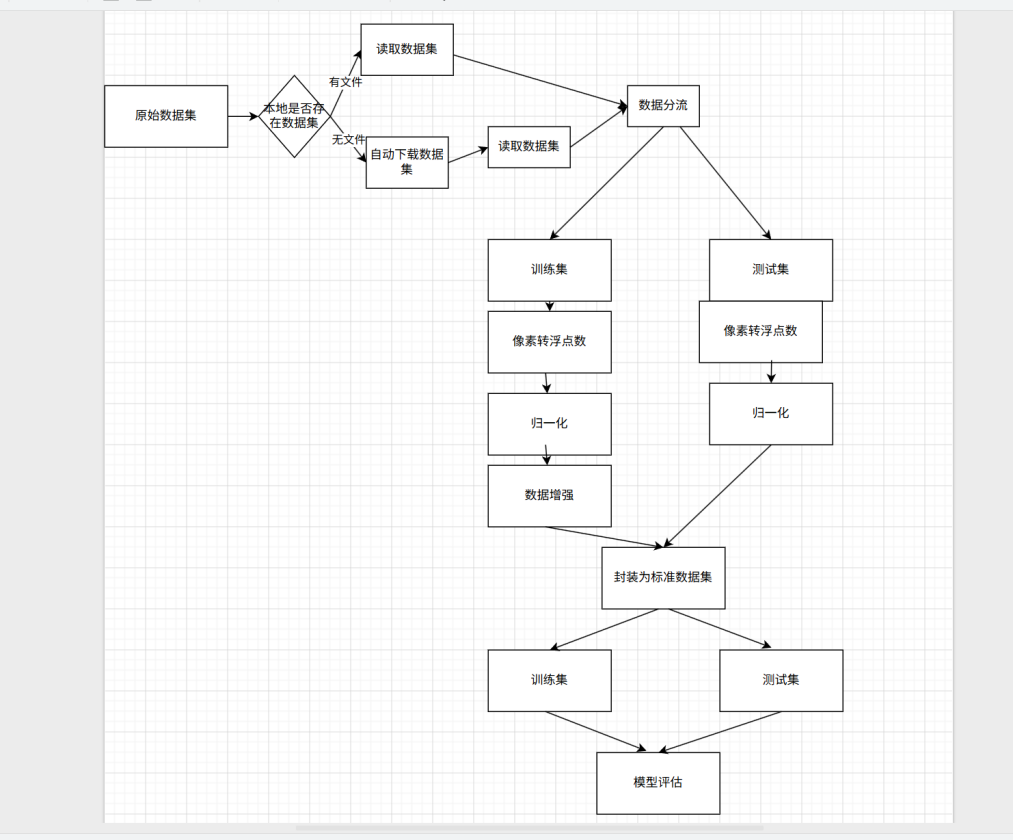 读取数据集
有文件
原始数据集
本地是否存
在数据集
数据分流
无文件
自动下载数据
集
读取数据集
训练集
测试集
像素转浮点数
像素转浮点数
归一化
归一化
数据增强
封装为标准数据集
训练集
测试集
模型评估